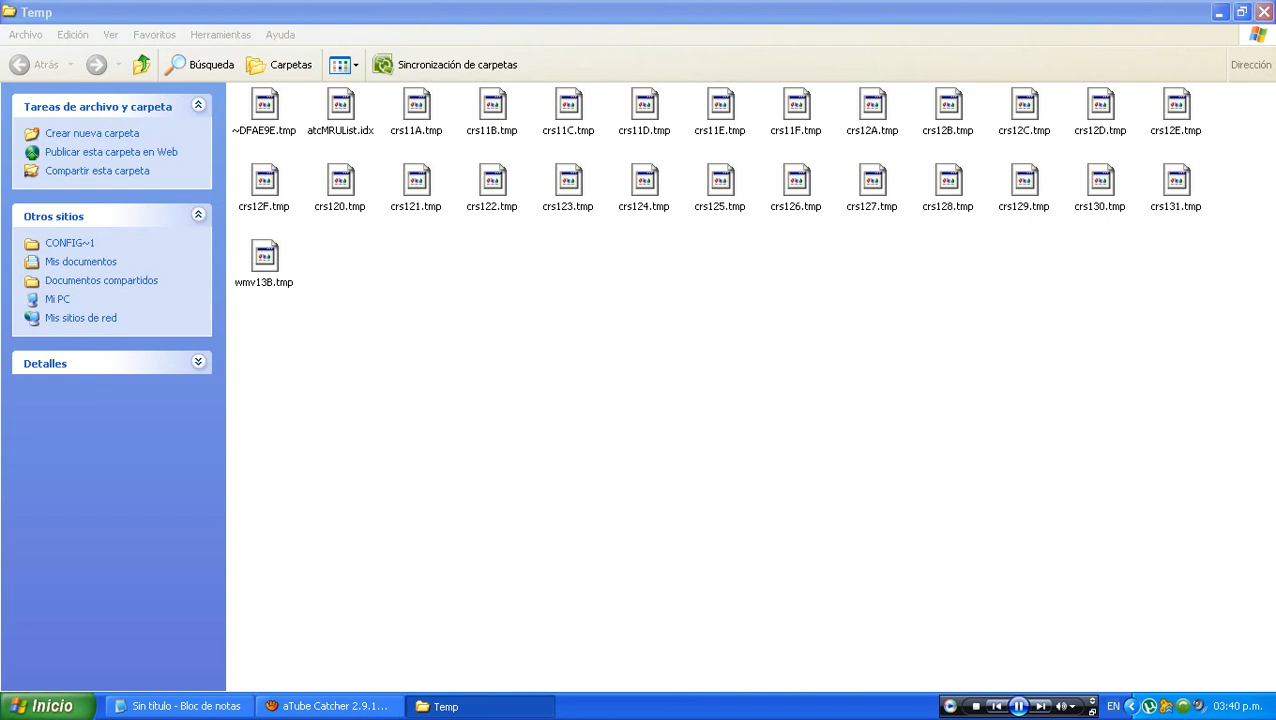 Temp
Archivo Edición Ver Favoritos Herramientas Ayuda
Atrás Búsqueda Carpetas Sincronización de carpetas Dirección
Tareas de archivo y carpeta
Crear nueva carpeta
Publicar esta carpeta en Web
Compartir esta carpeta
Otros sitios
CONFIG~1
Mis documentos
Documentos compartidos
Mi PC
Mis sitios de red
Detalles
~DFAE9E.tmp atcMRUList.idx crs11A.tmp crs11B.tmp crs11C.tmp crs11D.tmp crs11E.tmp crs11F.tmp crs12A.tmp crs12B.tmp crs12C.tmp crs12D.tmp crs12E.tmp
crs12F.tmp crs120.tmp crs121.tmp crs122.tmp crs123.tmp crs124.tmp crs125.tmp crs126.tmp crs127.tmp crs128.tmp crs129.tmp crs130.tmp crs131.tmp
wmv13B.tmp
Inicio Sin título - Bloc de notas aTube Catcher 2.9.1... Temp EN 03:40 p.m.